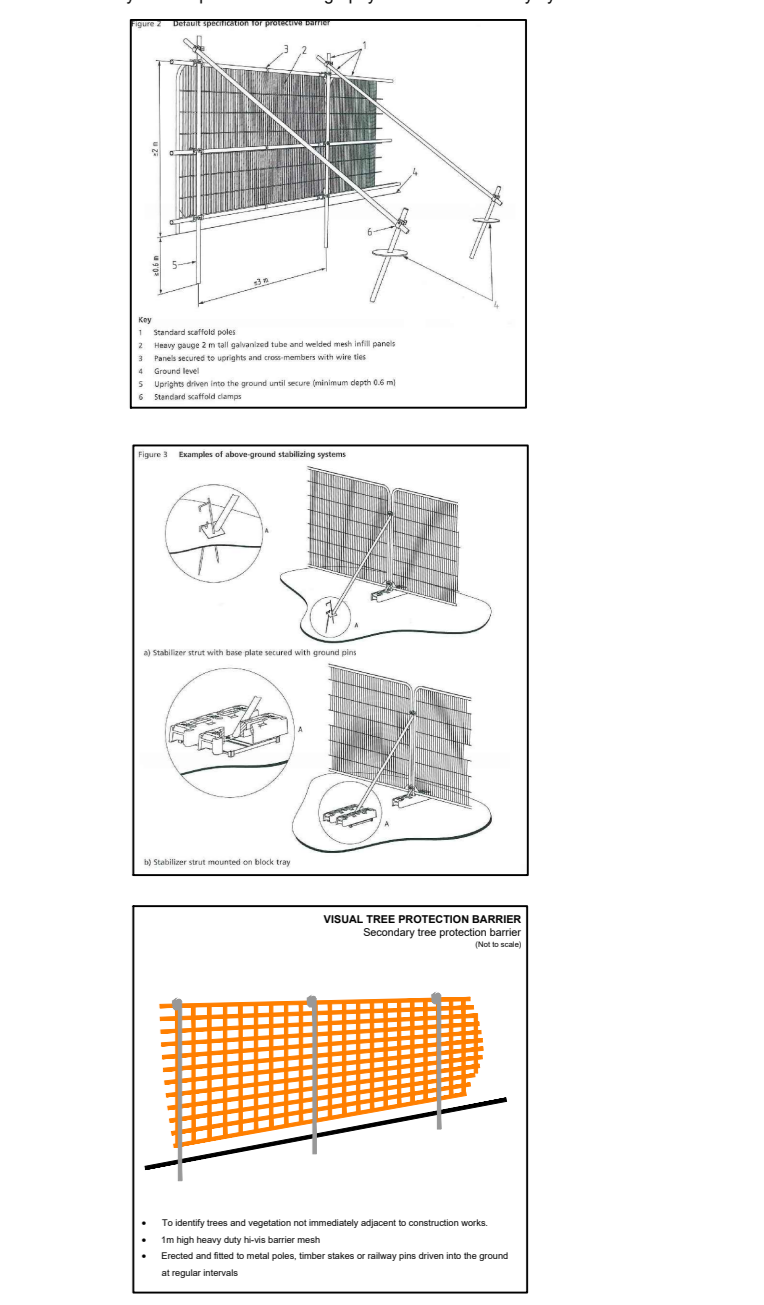 Figure 2 Default specification for protective barrier
3
2
1
≥2 m
4
6
≥0.6 m
5
≤3 m
4
Key
1 Standard scaffold poles
2 Heavy gauge 2 m tall galvanized tube and welded mesh infill panels
3 Panels secured to uprights and cross-members with wire ties
4 Ground level
5 Uprights driven into the ground until secure (minimum depth 0.6 m)
6 Standard scaffold clamps
Figure 3 Examples of above-ground stabilizing systems
A
A
a) Stabilizer strut with base plate secured with ground pins
A
A
b) Stabilizer strut mounted on block tray
VISUAL TREE PROTECTION BARRIER
Secondary tree protection barrier
(Not to scale)
• To identify trees and vegetation not immediately adjacent to construction works.
• 1m high heavy duty hi-vis barrier mesh
• Erected and fitted to metal poles, timber stakes or railway pins driven into the ground
at regular intervals